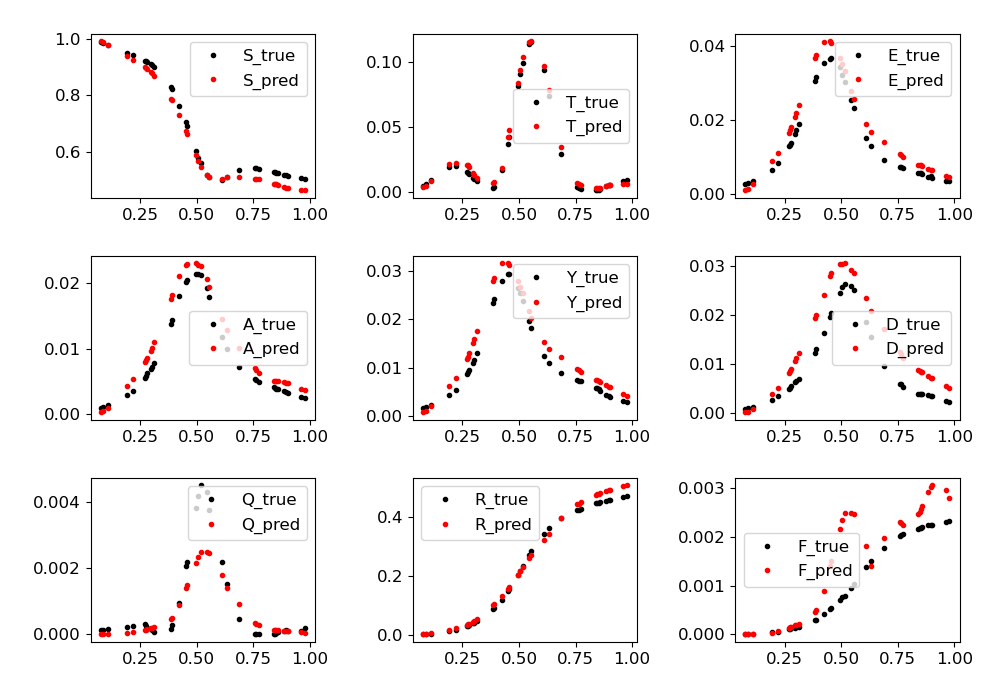 1.0
0.8
0.6
S_true
S_pred
0.25 0.50 0.75 1.00
0.10
0.05
0.00
T_true
T_pred
0.25 0.50 0.75 1.00
0.04
0.02
0.00
E_true
E_pred
0.25 0.50 0.75 1.00
0.02
0.01
0.00
A_true
A_pred
0.25 0.50 0.75 1.00
0.03
0.02
0.01
0.00
Y_true
Y_pred
0.25 0.50 0.75 1.00
0.03
0.02
0.01
0.00
D_true
D_pred
0.25 0.50 0.75 1.00
0.004
0.002
0.000
Q_true
Q_pred
0.25 0.50 0.75 1.00
0.4
0.2
0.0
R_true
R_pred
0.25 0.50 0.75 1.00
0.003
0.002
0.001
0.000
F_true
F_pred
0.25 0.50 0.75 1.00